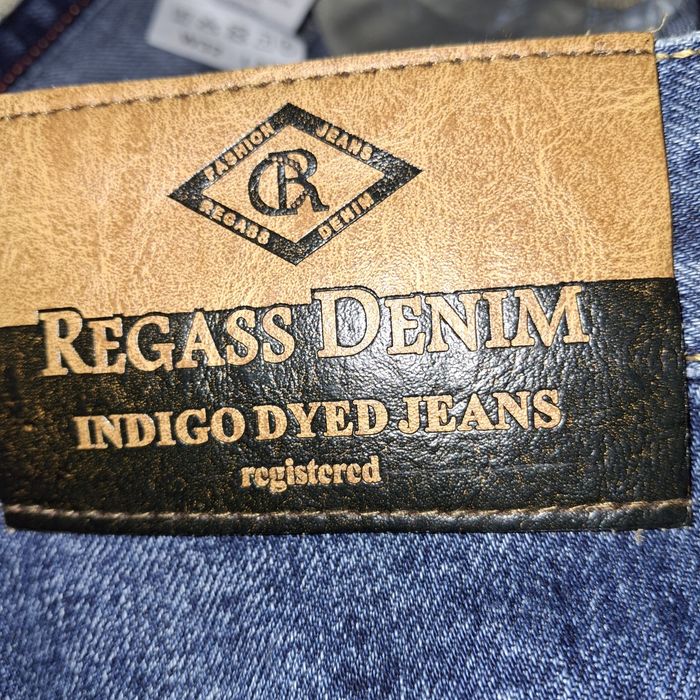 FASHION JEANS
CR
REGASS DENIM
REGASS DENIM
INDIGO DYED JEANS
registered